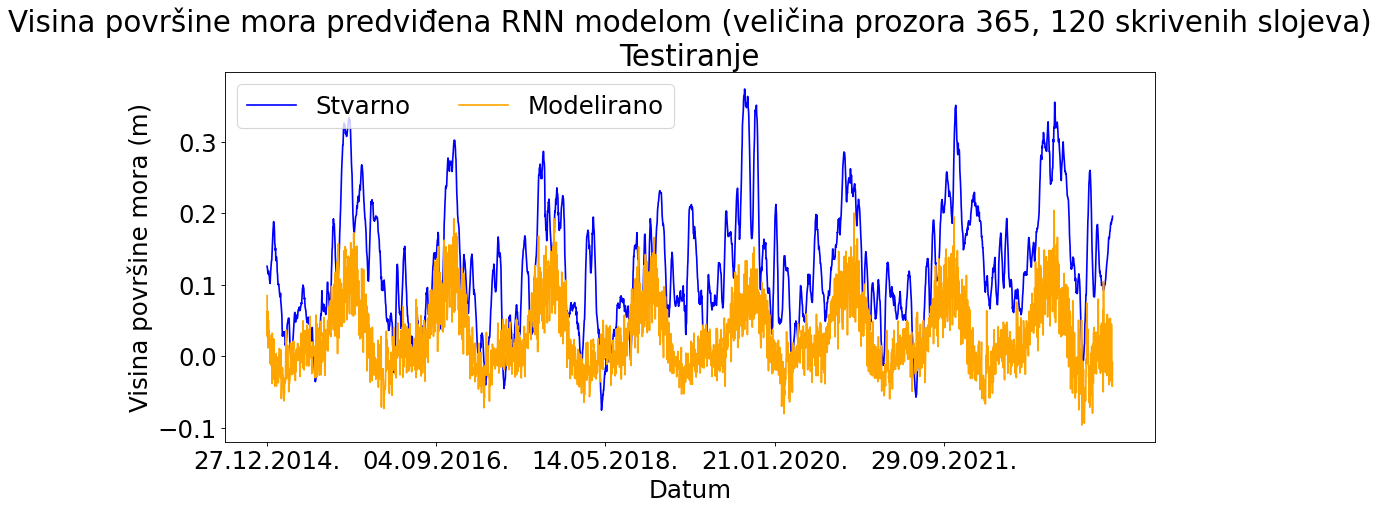 Visina površine mora predviđena RNN modelom (veličina prozora 365, 120 skrivenih slojeva)
Testiranje
Stvarno
Modelirano
Visina površine mora (m)
0.3
0.2
0.1
0.0
−0.1
27.12.2014.
04.09.2016.
14.05.2018.
21.01.2020.
29.09.2021.
Datum